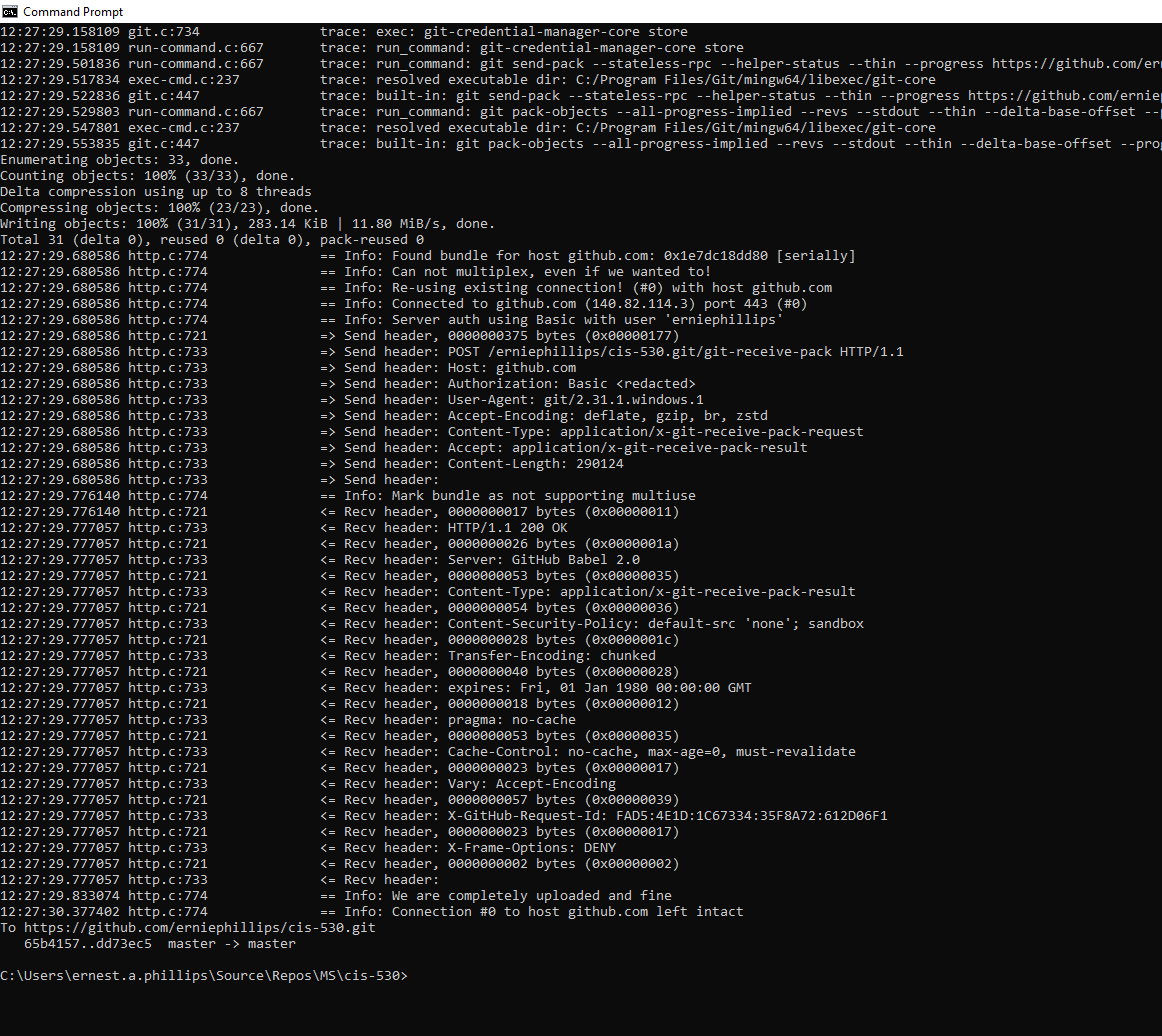 Command Prompt
12:27:29.158109 git.c:734 trace: exec: git-credential-manager-core store
12:27:29.158109 run-command.c:667 trace: run_command: git-credential-manager-core store
12:27:29.501836 run-command.c:667 trace: run_command: git send-pack --stateless-rpc --helper-status --thin --progress https://github.com/er
12:27:29.517834 exec-cmd.c:237 trace: resolved executable dir: C:/Program Files/Git/mingw64/libexec/git-core
12:27:29.522836 git.c:447 trace: built-in: git send-pack --stateless-rpc --helper-status --thin --progress https://github.com/ernie
12:27:29.529803 run-command.c:667 trace: run_command: git pack-objects --all-progress-implied --revs --stdout --thin --delta-base-offset --p
12:27:29.547801 exec-cmd.c:237 trace: resolved executable dir: C:/Program Files/Git/mingw64/libexec/git-core
12:27:29.553835 git.c:447 trace: built-in: git pack-objects --all-progress-implied --revs --stdout --thin --delta-base-offset --prog
Enumerating objects: 33, done.
Counting objects: 100% (33/33), done.
Delta compression using up to 8 threads
Compressing objects: 100% (23/23), done.
Writing objects: 100% (31/31), 283.14 KiB | 11.80 MiB/s, done.
Total 31 (delta 0), reused 0 (delta 0), pack-reused 0
12:27:29.680586 http.c:774 == Info: Found bundle for host github.com: 0x1e7dc18dd80 [serially]
12:27:29.680586 http.c:774 == Info: Can not multiplex, even if we wanted to!
12:27:29.680586 http.c:774 == Info: Re-using existing connection! (#0) with host github.com
12:27:29.680586 http.c:774 == Info: Connected to github.com (140.82.114.3) port 443 (#0)
12:27:29.680586 http.c:774 == Info: Server auth using Basic with user 'erniephillips'
12:27:29.680586 http.c:721 => Send header, 0000000375 bytes (0x00000177)
12:27:29.680586 http.c:733 => Send header: POST /erniephillips/cis-530.git/git-receive-pack HTTP/1.1
12:27:29.680586 http.c:733 => Send header: Host: github.com
12:27:29.680586 http.c:733 => Send header: Authorization: Basic <redacted>
12:27:29.680586 http.c:733 => Send header: User-Agent: git/2.31.1.windows.1
12:27:29.680586 http.c:733 => Send header: Accept-Encoding: deflate, gzip, br, zstd
12:27:29.680586 http.c:733 => Send header: Content-Type: application/x-git-receive-pack-request
12:27:29.680586 http.c:733 => Send header: Accept: application/x-git-receive-pack-result
12:27:29.680586 http.c:733 => Send header: Content-Length: 290124
12:27:29.680586 http.c:733 => Send header:
12:27:29.776140 http.c:774 == Info: Mark bundle as not supporting multiuse
12:27:29.776140 http.c:721 <= Recv header, 0000000017 bytes (0x00000011)
12:27:29.777057 http.c:733 <= Recv header: HTTP/1.1 200 OK
12:27:29.777057 http.c:721 <= Recv header, 0000000026 bytes (0x0000001a)
12:27:29.777057 http.c:733 <= Recv header: Server: GitHub Babel 2.0
12:27:29.777057 http.c:721 <= Recv header, 0000000053 bytes (0x00000035)
12:27:29.777057 http.c:733 <= Recv header: Content-Type: application/x-git-receive-pack-result
12:27:29.777057 http.c:721 <= Recv header, 0000000054 bytes (0x00000036)
12:27:29.777057 http.c:733 <= Recv header: Content-Security-Policy: default-src 'none'; sandbox
12:27:29.777057 http.c:721 <= Recv header, 0000000028 bytes (0x0000001c)
12:27:29.777057 http.c:733 <= Recv header: Transfer-Encoding: chunked
12:27:29.777057 http.c:721 <= Recv header, 0000000040 bytes (0x00000028)
12:27:29.777057 http.c:733 <= Recv header: expires: Fri, 01 Jan 1980 00:00:00 GMT
12:27:29.777057 http.c:721 <= Recv header, 0000000018 bytes (0x00000012)
12:27:29.777057 http.c:733 <= Recv header: pragma: no-cache
12:27:29.777057 http.c:721 <= Recv header, 0000000053 bytes (0x00000035)
12:27:29.777057 http.c:733 <= Recv header: Cache-Control: no-cache, max-age=0, must-revalidate
12:27:29.777057 http.c:721 <= Recv header, 0000000023 bytes (0x00000017)
12:27:29.777057 http.c:733 <= Recv header: Vary: Accept-Encoding
12:27:29.777057 http.c:721 <= Recv header, 0000000057 bytes (0x00000039)
12:27:29.777057 http.c:733 <= Recv header: X-GitHub-Request-Id: FAD5:4E1D:1C67334:35F8A72:612D06F1
12:27:29.777057 http.c:721 <= Recv header, 0000000023 bytes (0x00000017)
12:27:29.777057 http.c:733 <= Recv header: X-Frame-Options: DENY
12:27:29.777057 http.c:721 <= Recv header, 0000000002 bytes (0x00000002)
12:27:29.777057 http.c:733 <= Recv header:
12:27:29.833074 http.c:774 == Info: We are completely uploaded and fine
12:27:30.377402 http.c:774 == Info: Connection #0 to host github.com left intact
To https://github.com/erniephillips/cis-530.git
65b4157..dd73ec5 master -> master
C:\Users\ernest.a.phillips\Source\Repos\MS\cis-530>